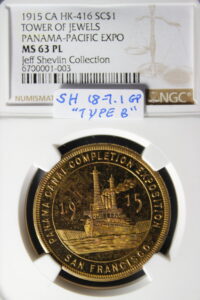 1915 CA HK-416 SC$1
TOWER OF JEWELS
PANAMA-PACIFIC EXPO
MS 63 PL
Jeff Shevlin Collection
6700001-003
NGC
SH 18-7.1 GP
"TYPE B"
PANAMA CANAL COMPLETION EXPOSITION
19 15
SAN FRANCISCO